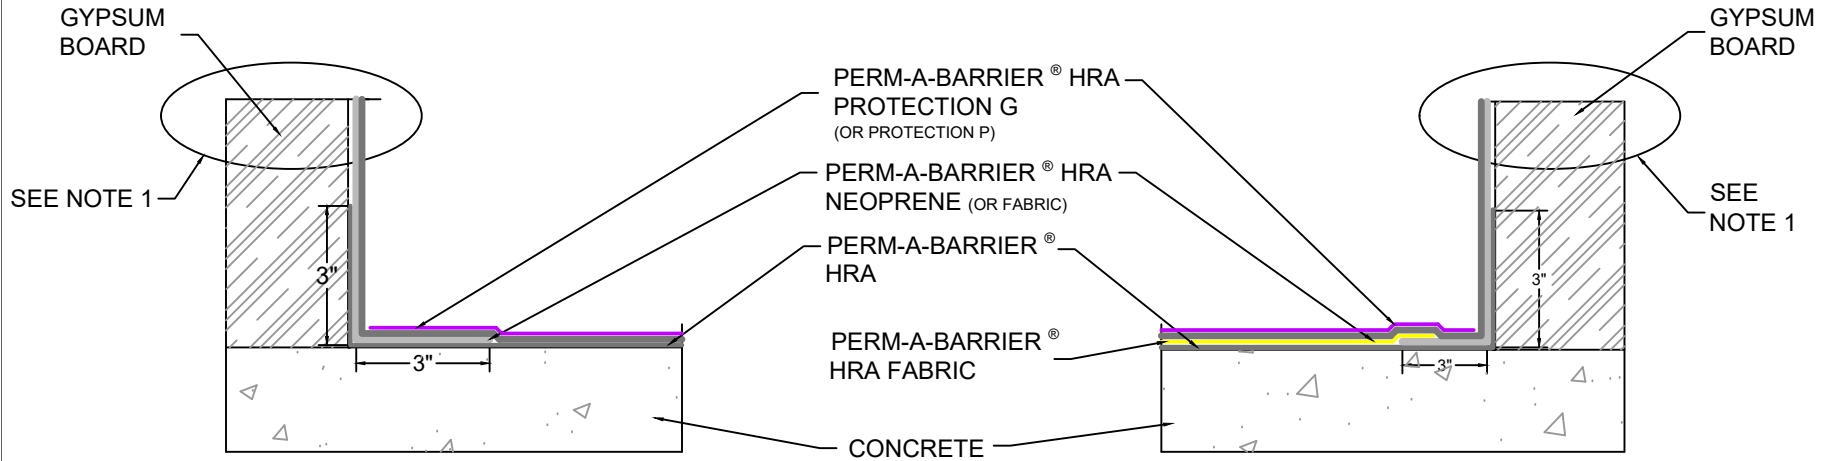 GYPSUM
BOARD
GYPSUM
BOARD
PERM-A-BARRIER ® HRA
PROTECTION G
(OR PROTECTION P)
PERM-A-BARRIER ® HRA
NEOPRENE (OR FABRIC)
SEE NOTE 1
SEE
NOTE 1
PERM-A-BARRIER ®
HRA
3"
3"
PERM-A-BARRIER ®
HRA FABRIC
3"
3"
CONCRETE